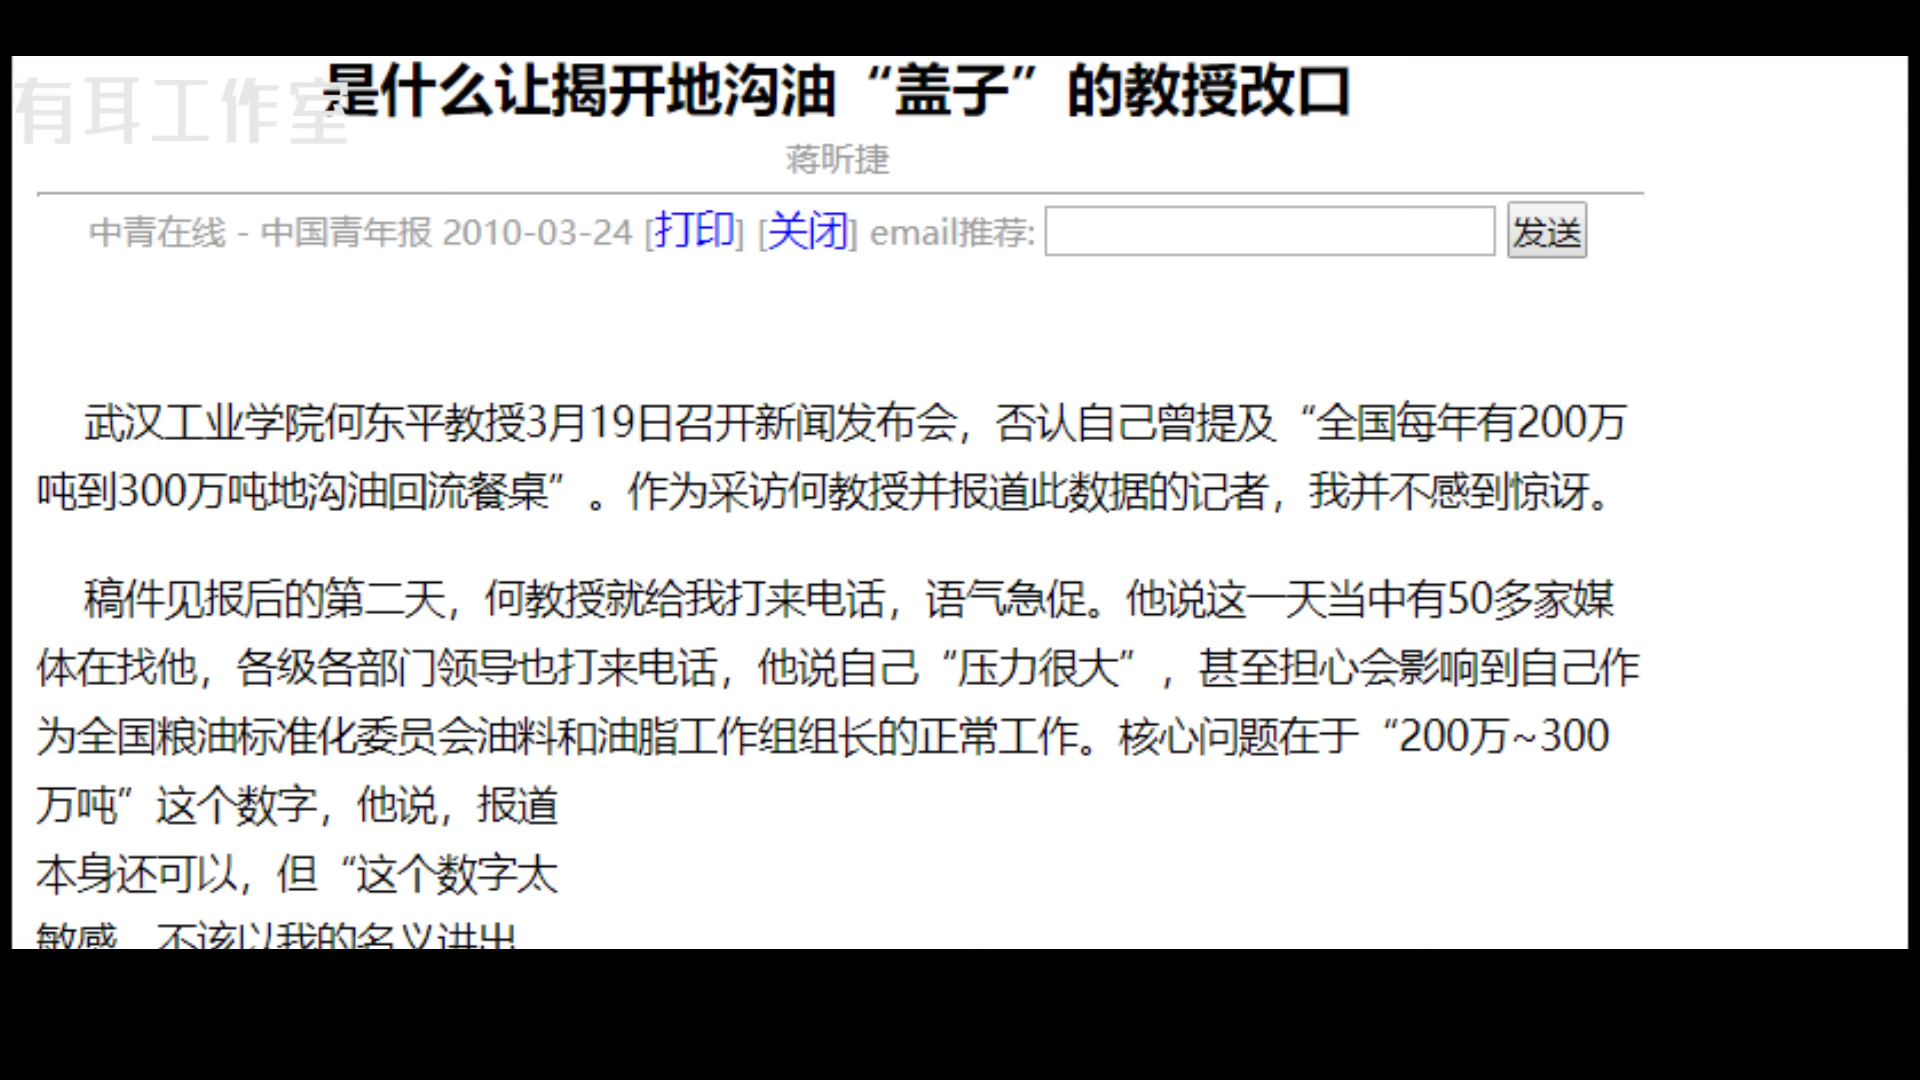 有耳工作室
是什么让揭开地沟油“盖子”的教授改口
蒋昕捷
中青在线 - 中国青年报 2010-03-24 [打印] [关闭] email推荐: 发送
武汉工业学院何东平教授3月19日召开新闻发布会，否认自己曾提及“全国每年有200万
吨到300万吨地沟油回流餐桌”。作为采访何教授并报道此数据的记者，我并不感到惊讶。
稿件见报后的第二天，何教授就给我打来电话，语气急促。他说这一天当中有50多家媒
体在找他，各级各部门领导也打来电话，他说自己“压力很大”，甚至担心会影响到自己作
为全国粮油标准化委员会油料和油脂工作组组长的正常工作。核心问题在于“200万~300
万吨”这个数字，他说，报道
本身还可以，但“这个数字太
敏感，不该以我的名义讲出